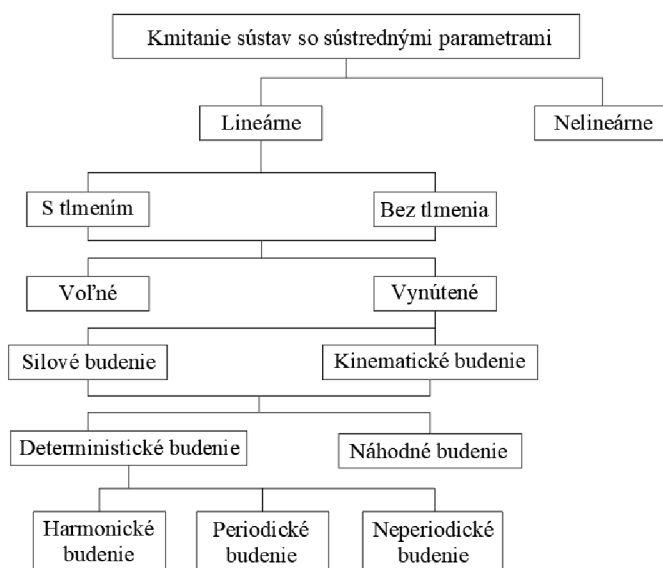 Kmitanie sústav so sústrednými parametrami
Lineárne
Nelineárne
S tlmením
Bez tlmenia
Voľné
Vynútené
Silové budenie
Kinematické budenie
Deterministické budenie
Náhodné budenie
Harmonické
budenie
Periodické
budenie
Neperiodické
budenie